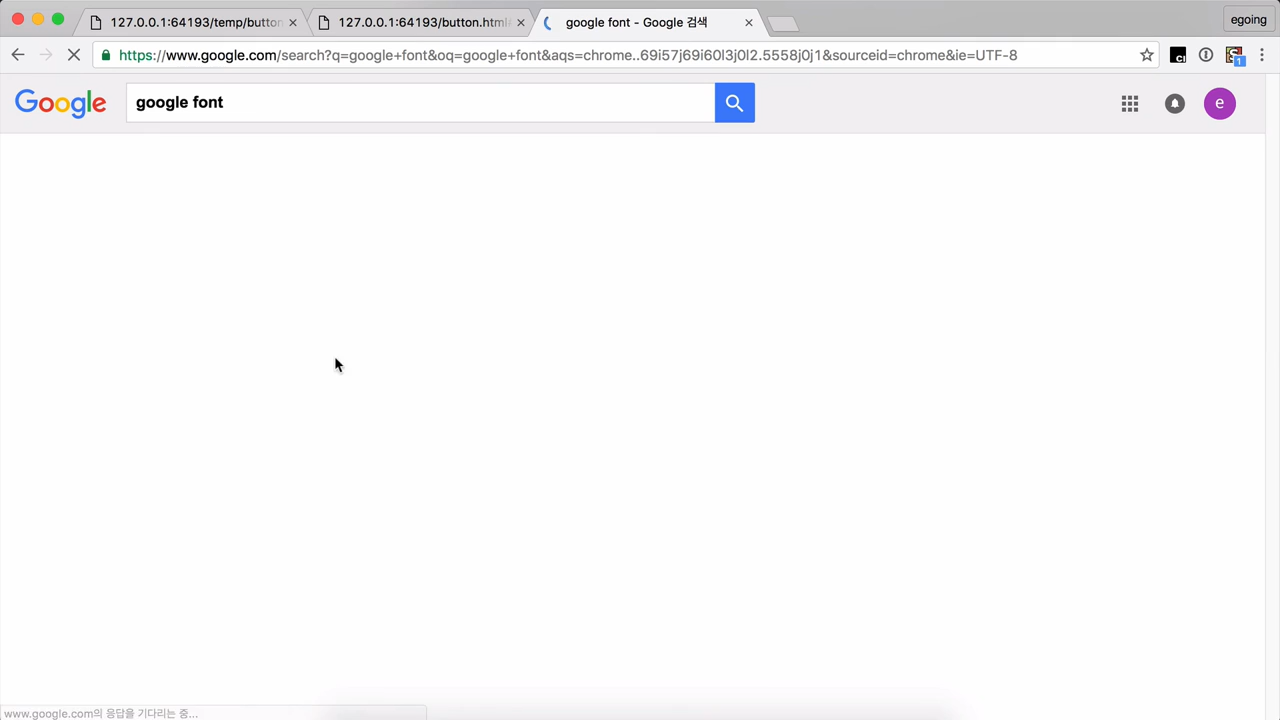 127.0.0.1:64193/temp/button
127.0.0.1:64193/button.html
google font - Google 검색
egoing
https://www.google.com/search?q=google+font&oq=google+font&aqs=chrome..69i57j69i60l3j0l2.5558j0j1&sourceid=chrome&ie=UTF-8
Google
google font
e
1
www.google.com의 응답을 기다리는 중...